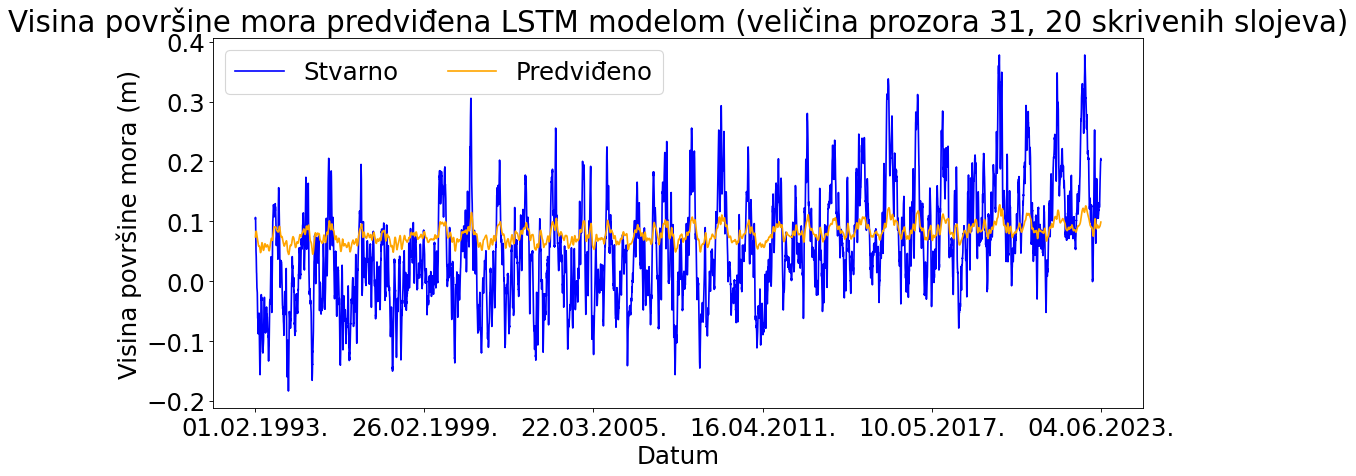 Visina površine mora predviđena LSTM modelom (veličina prozora 31, 20 skrivenih slojeva)
Stvarno Predviđeno
Visina površine mora (m)
0.4
0.3
0.2
0.1
0.0
−0.1
−0.2
01.02.1993. 26.02.1999. 22.03.2005. 16.04.2011. 10.05.2017. 04.06.2023.
Datum